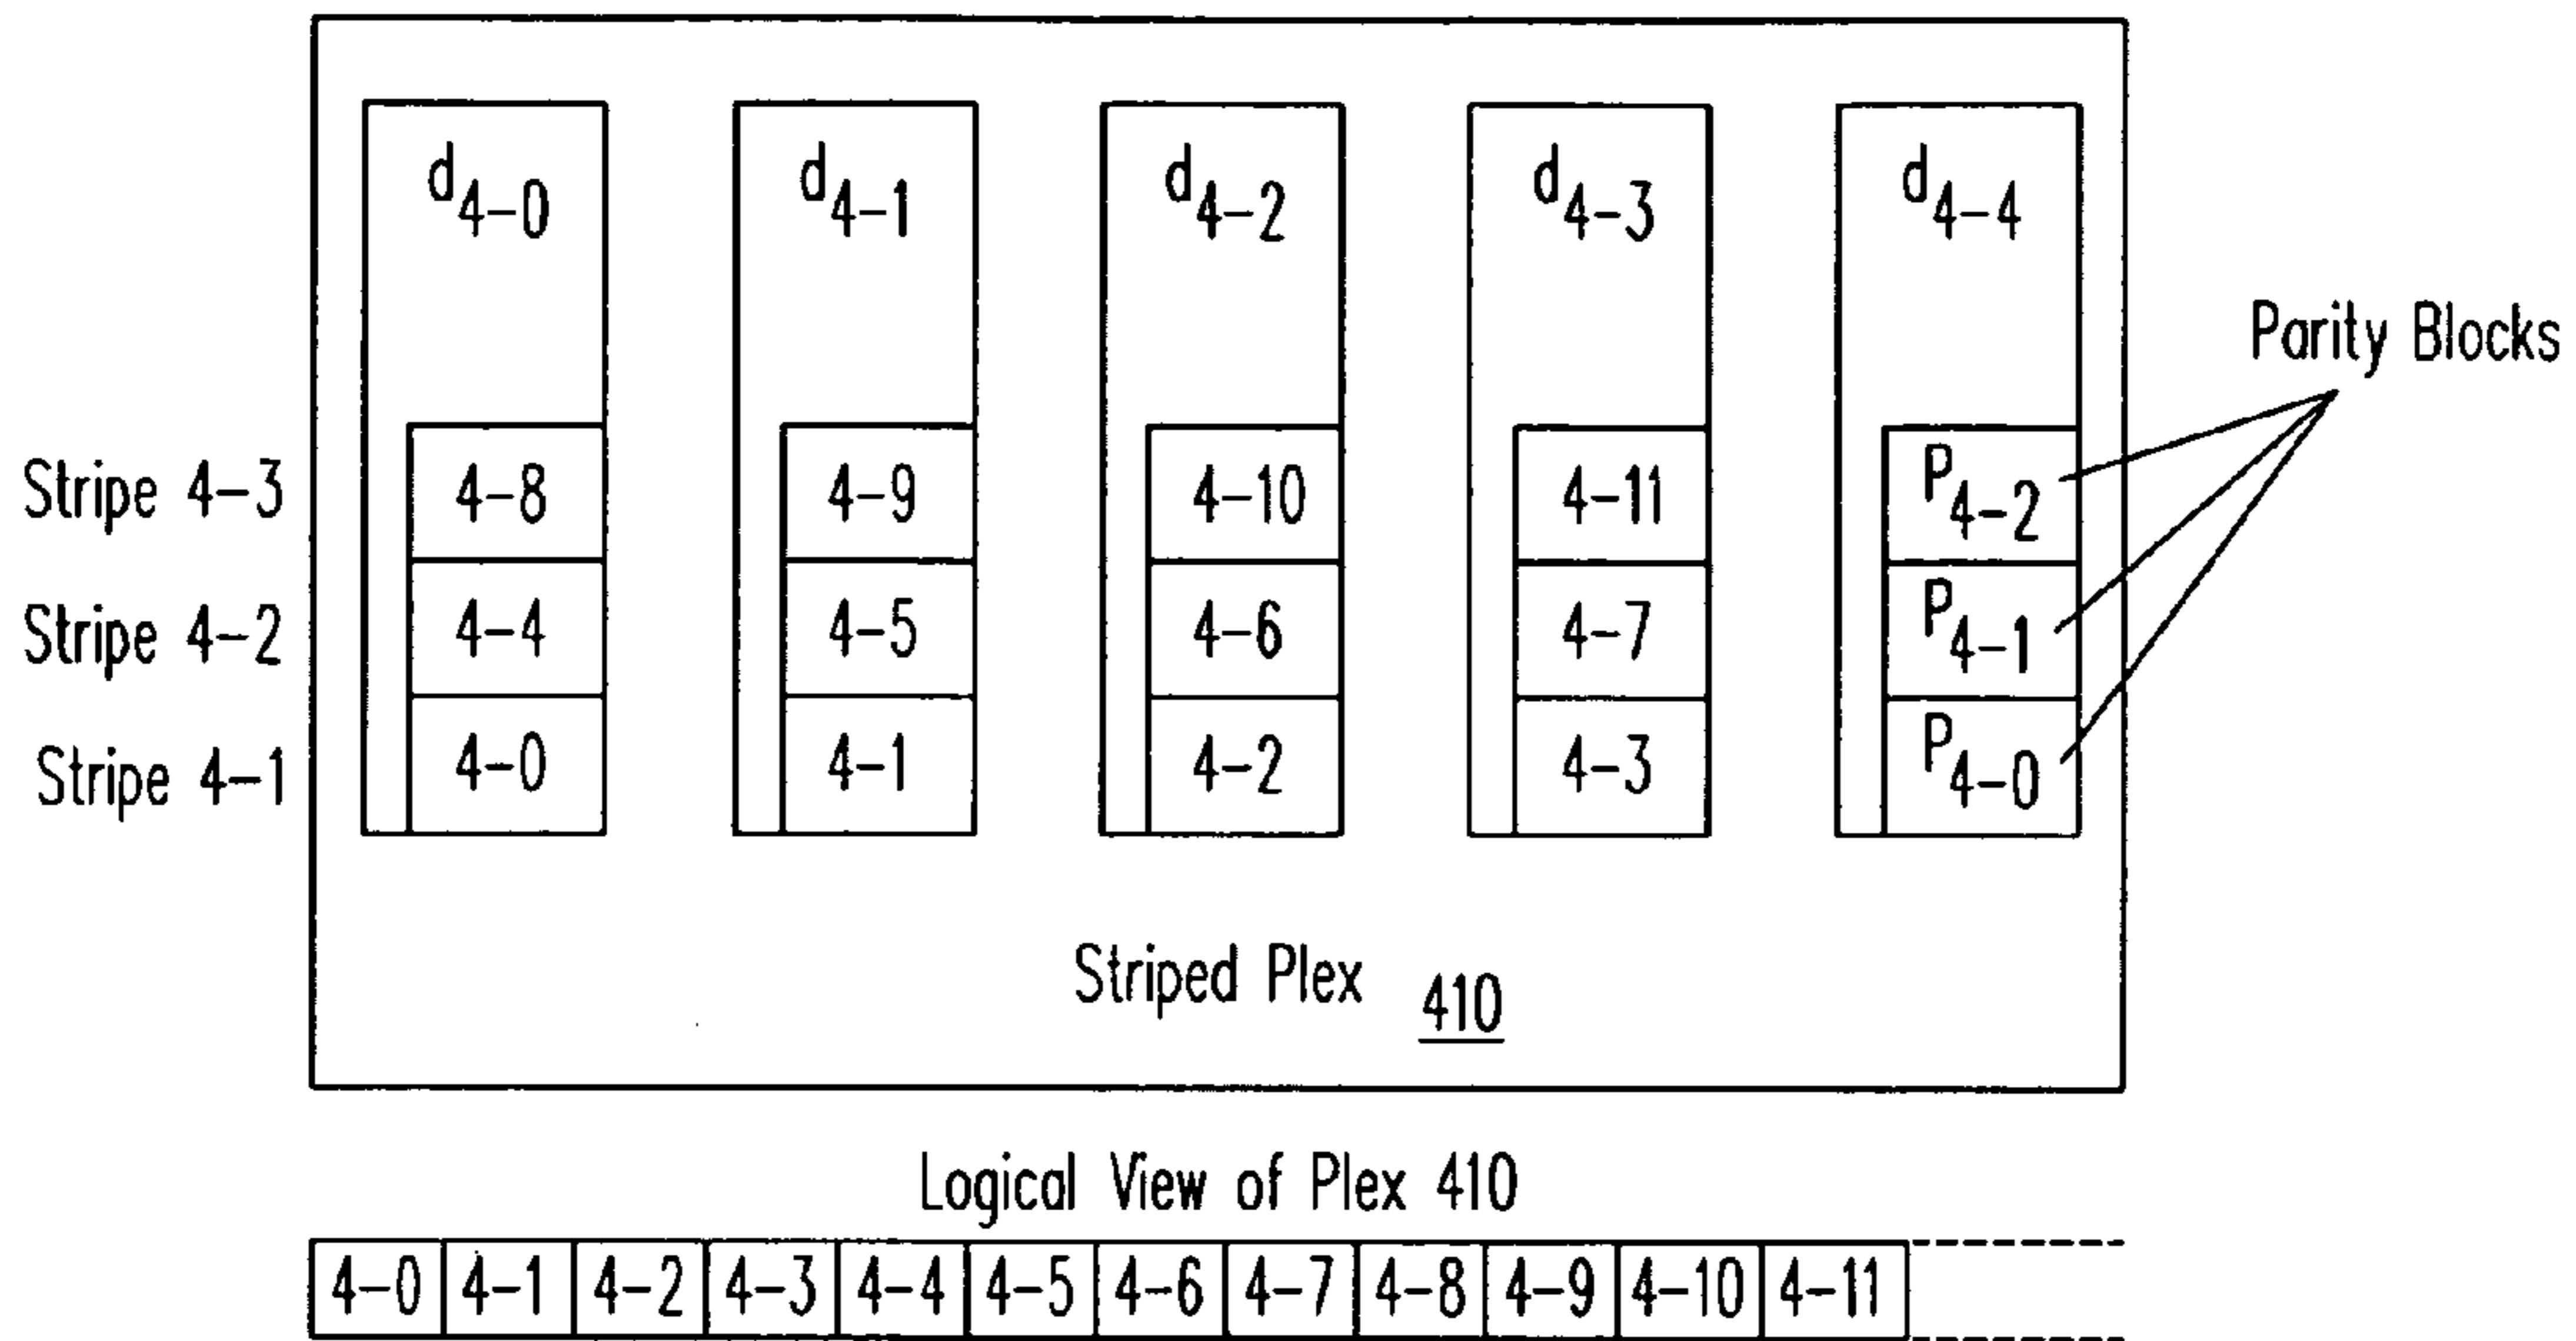 d4-0 d4-1 d4-2 d4-3 d4-4
Parity Blocks
Stripe 4-3 4-8 4-9 4-10 4-11 P4-2
Stripe 4-2 4-4 4-5 4-6 4-7 P4-1
Stripe 4-1 4-0 4-1 4-2 4-3 P4-0
Striped Plex 410
Logical View of Plex 410
4-0 4-1 4-2 4-3 4-4 4-5 4-6 4-7 4-8 4-9 4-10 4-11